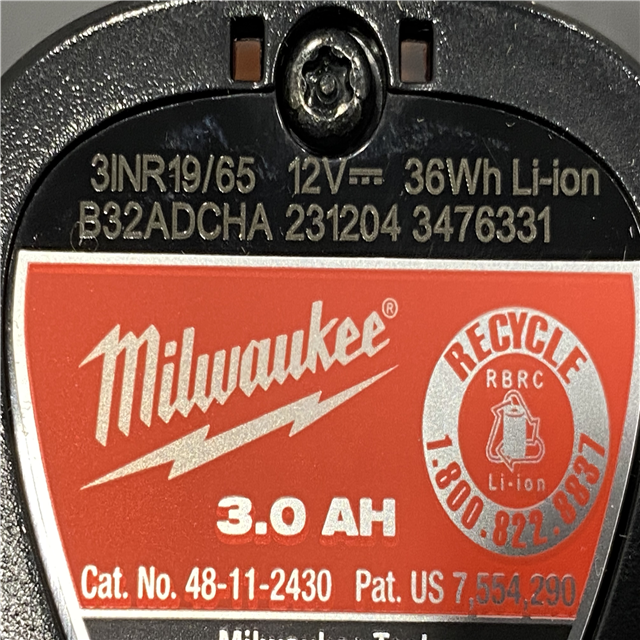 3INR19/65 12V⎓ 36Wh Li-ion
B32ADCHA 231204 3476331
Milwaukee®
RECYCLE
RBRC
Li-ion
1.800.822.8837
3.0 AH
Cat. No. 48-11-2430 Pat. US 7,554,290
Milwaukee